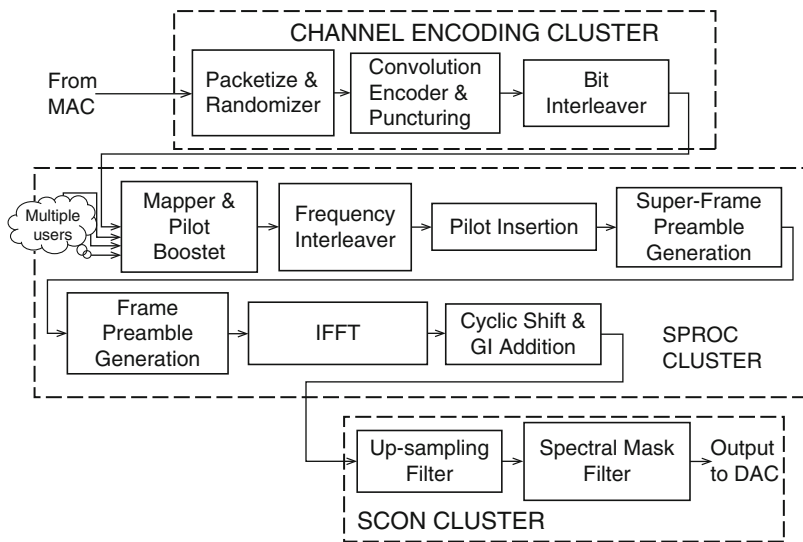 CHANNEL ENCODING CLUSTER
From
MAC
Packetize &
Randomizer
Convolution
Encoder &
Puncturing
Bit
Interleaver
Multiple
users
Mapper &
Pilot
Boostet
Frequency
Interleaver
Pilot Insertion
Super-Frame
Preamble
Generation
Frame
Preamble
Generation
IFFT
Cyclic Shift &
GI Addition
SPROC
CLUSTER
Up-sampling
Filter
Spectral Mask
Filter
Output
to DAC
SCON CLUSTER